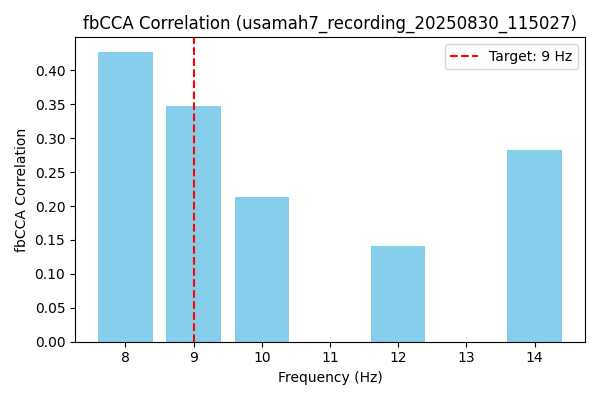 fbCCA Correlation (usamah7_recording_20250830_115027)
Target: 9 Hz
fbCCA Correlation
0.40
0.35
0.30
0.25
0.20
0.15
0.10
0.05
0.00
8 9 10 11 12 13 14
Frequency (Hz)